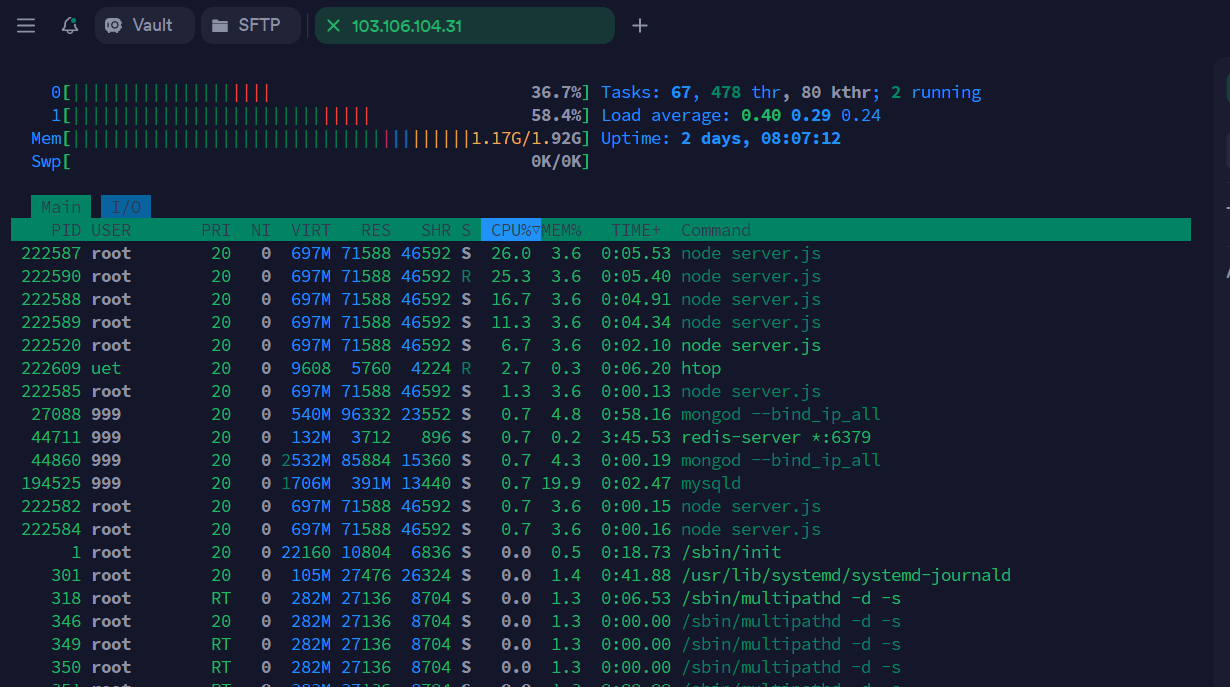 Vault SFTP 103.106.104.31
0[||||||||||||||||||||36.7%] Tasks: 67, 478 thr, 80 kthr; 2 running
1[||||||||||||||||||||||||||||||58.4%] Load average: 0.40 0.29 0.24
Mem[||||||||||||||||||||||||||||||||||||||||1.17G/1.92G] Uptime: 2 days, 08:07:12
Swp[0K/0K]
Main I/O
PID USER PRI NI VIRT RES SHR S CPU%▽MEM% TIME+ Command
222587 root 20 0 697M 71588 46592 S 26.0 3.6 0:05.53 node server.js
222590 root 20 0 697M 71588 46592 R 25.3 3.6 0:05.40 node server.js
222588 root 20 0 697M 71588 46592 S 16.7 3.6 0:04.91 node server.js
222589 root 20 0 697M 71588 46592 S 11.3 3.6 0:04.34 node server.js
222520 root 20 0 697M 71588 46592 S 6.7 3.6 0:02.10 node server.js
222609 uet 20 0 9608 5760 4224 R 2.7 0.3 0:06.20 htop
222585 root 20 0 697M 71588 46592 S 1.3 3.6 0:00.13 node server.js
27088 999 20 0 540M 96332 23552 S 0.7 4.8 0:58.16 mongod --bind_ip_all
44711 999 20 0 132M 3712 896 S 0.7 0.2 3:45.53 redis-server *:6379
44860 999 20 0 2532M 85884 15360 S 0.7 4.3 0:00.19 mongod --bind_ip_all
194525 999 20 0 1706M 391M 13440 S 0.7 19.9 0:02.47 mysqld
222582 root 20 0 697M 71588 46592 S 0.7 3.6 0:00.15 node server.js
222584 root 20 0 697M 71588 46592 S 0.7 3.6 0:00.16 node server.js
1 root 20 0 22160 10804 6836 S 0.0 0.5 0:18.73 /sbin/init
301 root 20 0 105M 27476 26324 S 0.0 1.4 0:41.88 /usr/lib/systemd/systemd-journald
318 root RT 0 282M 27136 8704 S 0.0 1.3 0:06.53 /sbin/multipathd -d -s
346 root 20 0 282M 27136 8704 S 0.0 1.3 0:00.00 /sbin/multipathd -d -s
349 root RT 0 282M 27136 8704 S 0.0 1.3 0:00.00 /sbin/multipathd -d -s
350 root RT 0 282M 27136 8704 S 0.0 1.3 0:00.00 /sbin/multipathd -d -s